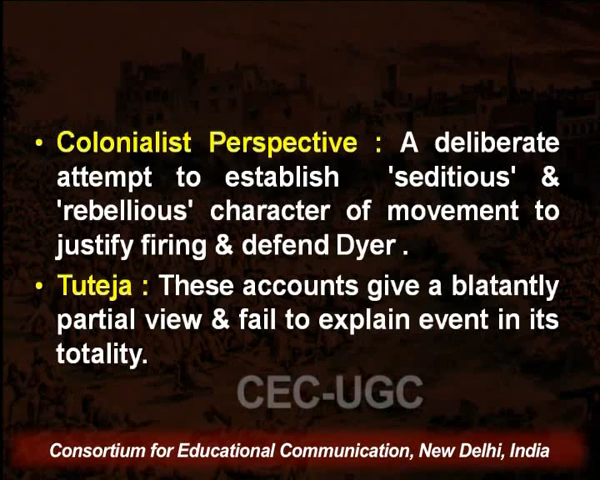 • Colonialist Perspective : A deliberate
attempt to establish 'seditious' &
'rebellious' character of movement to
justify firing & defend Dyer .
• Tuteja : These accounts give a blatantly
partial view & fail to explain event in its
totality.
CEC-UGC
Consortium for Educational Communication, New Delhi, India